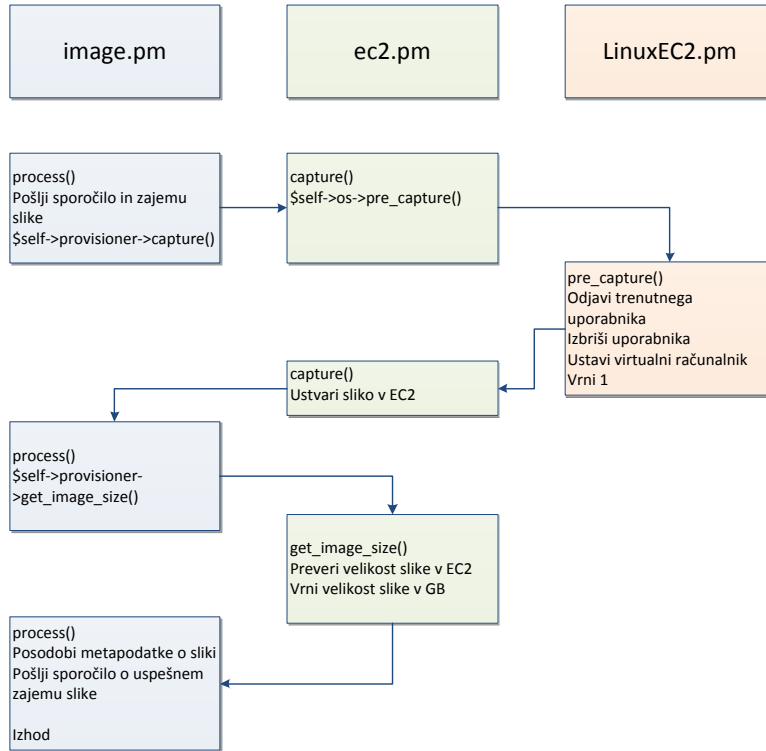 image.pm
ec2.pm
LinuxEC2.pm
process()
Pošlji sporočilo in zajemu
slike
$self->provisioner->capture()
capture()
$self->os->pre_capture()
pre_capture()
Odjavi trenutnega
uporabnika
Izbriši uporabnika
Ustavi virtualni računalnik
Vrni 1
capture()
Ustvari sliko v EC2
process()
$self->provisioner-
>get_image_size()
get_image_size()
Preveri velikost slike v EC2
Vrni velikost slike v GB
process()
Posodobi metapodatke o sliki
Pošlji sporočilo o uspešnem
zajemu slike
Izhod